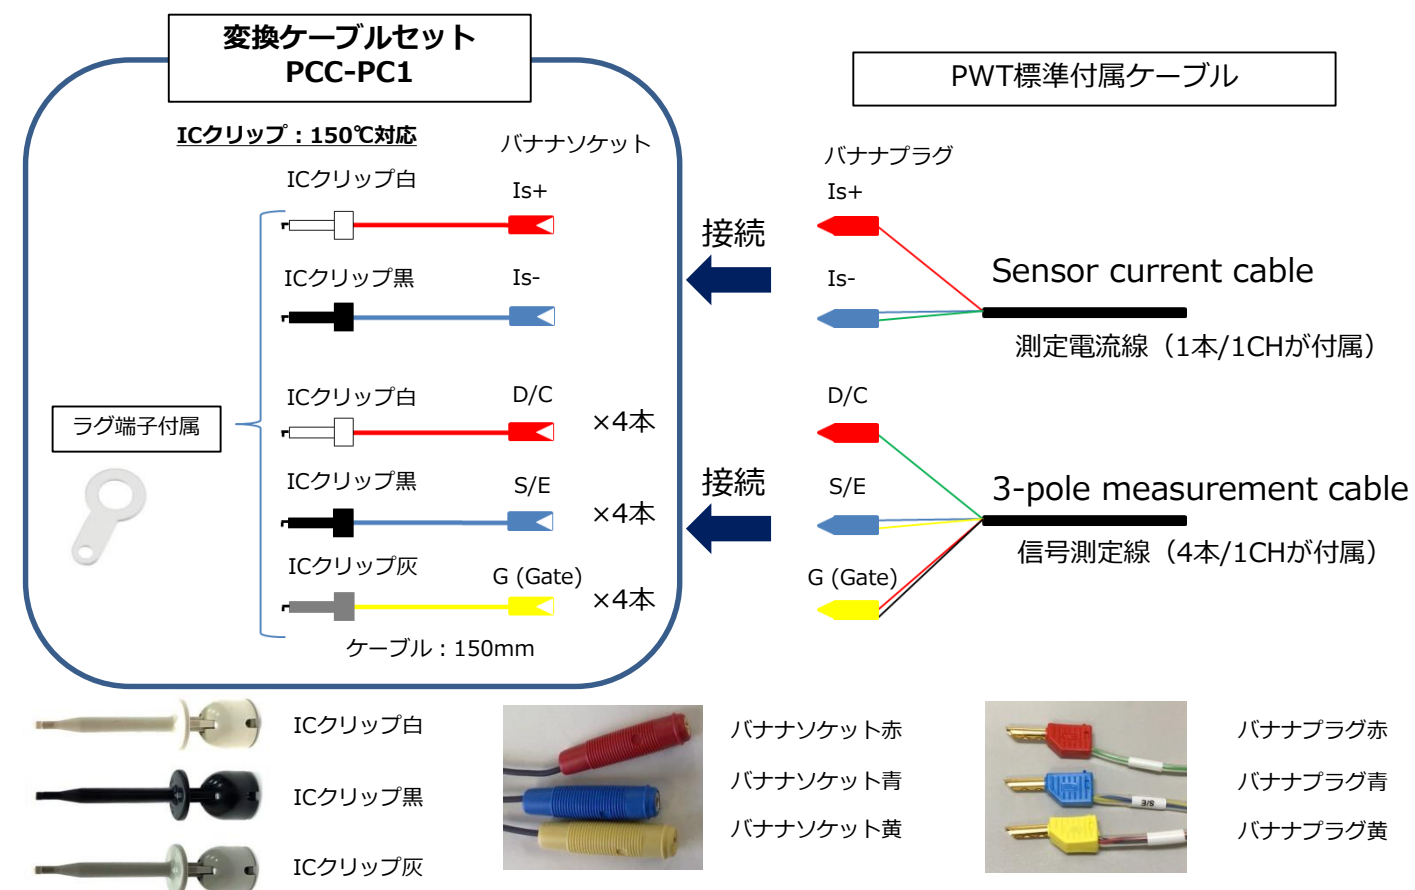 変換ケーブルセット
PCC-PC1
PWT標準付属ケーブル
ICクリップ：150℃対応
バナナソケット
バナナプラグ
ICクリップ白
Is+
Is+
接続
ICクリップ黒
Is-
Is-
Sensor current cable
測定電流線（1本/1CHが付属）
ICクリップ白
D/C
×4本
D/C
ラグ端子付属
ICクリップ黒
S/E
×4本
接続
S/E
3-pole measurement cable
信号測定線（4本/1CHが付属）
ICクリップ灰
G (Gate)
×4本
G (Gate)
ケーブル：150mm
ICクリップ白
バナナソケット赤
バナナプラグ赤
ICクリップ黒
バナナソケット青
S/E
バナナプラグ青
バナナソケット黄
バナナプラグ黄
ICクリップ灰